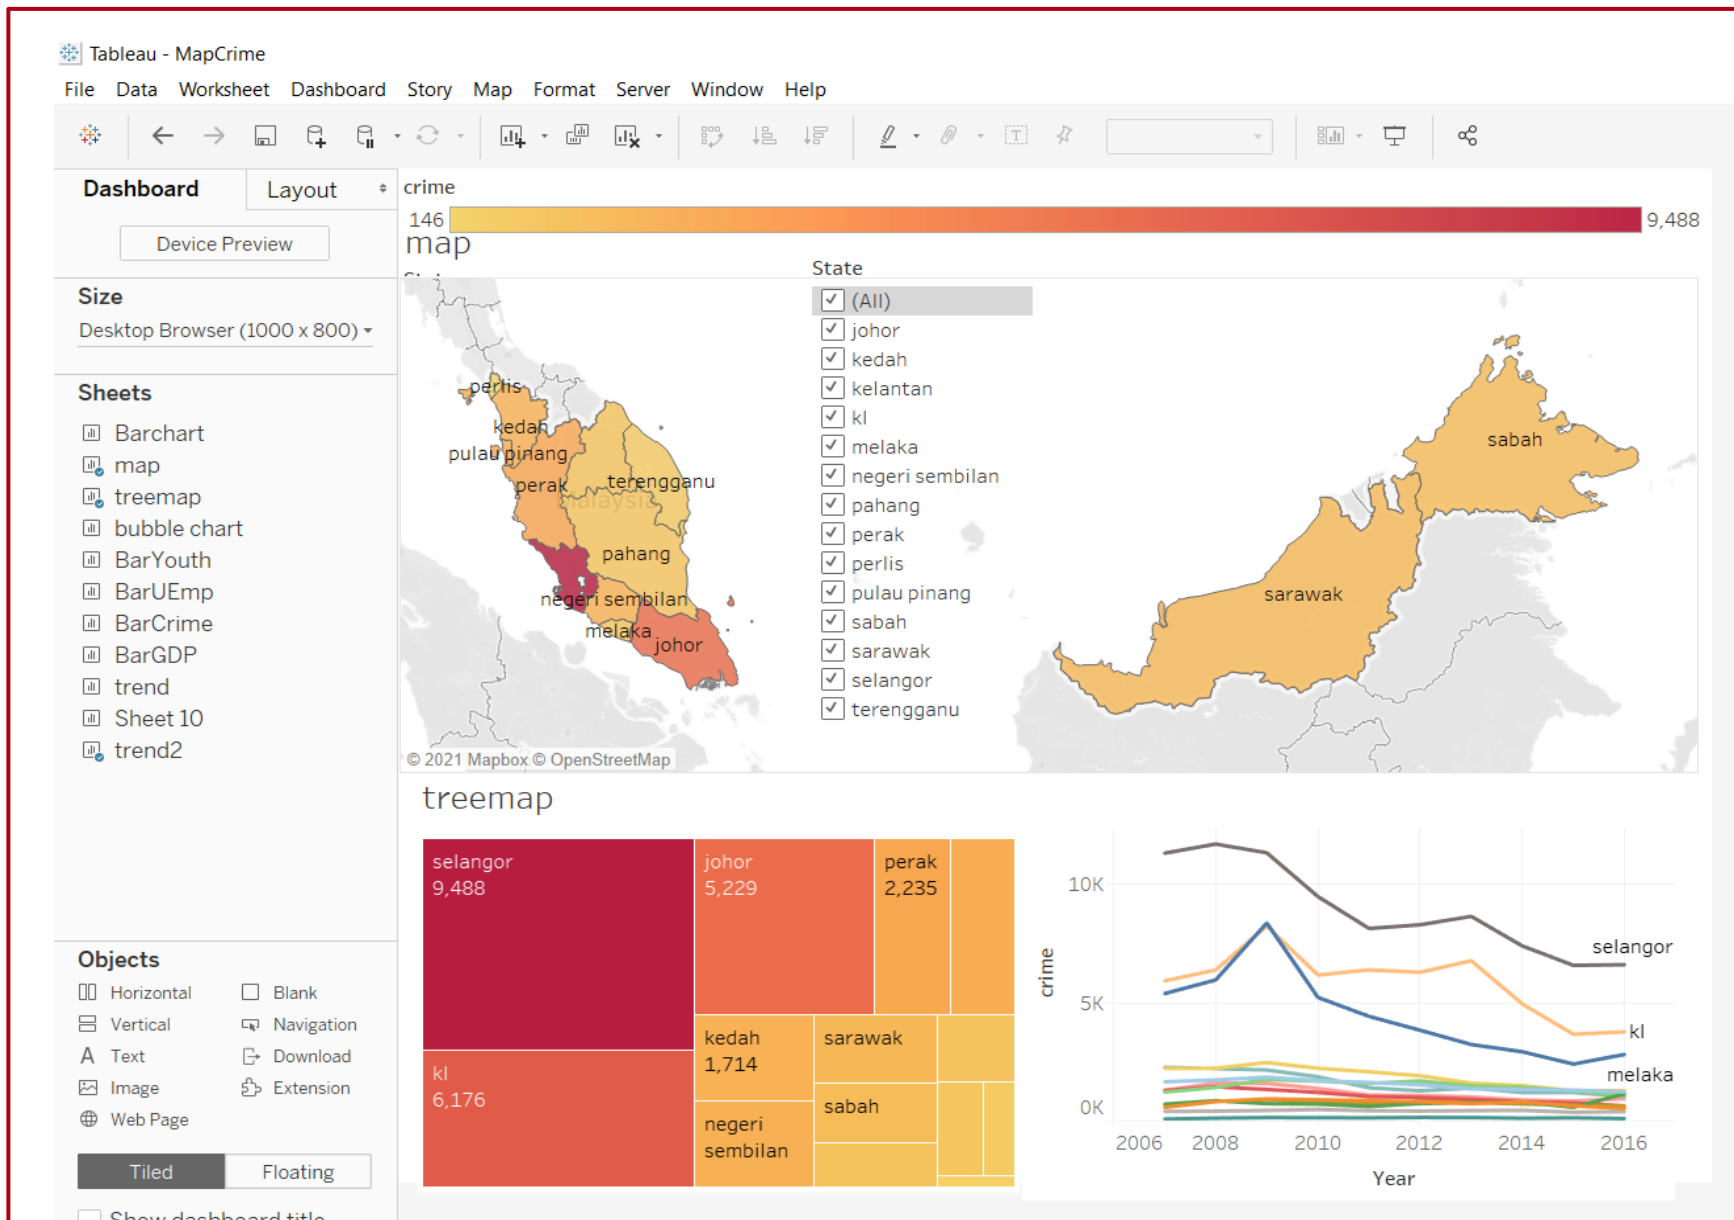 Tableau - MapCrime
File Data Worksheet Dashboard Story Map Format Server Window Help
Dashboard Layout
Device Preview
Size
Desktop Browser (1000 x 800)
Sheets
Barchart
map
treemap
bubble chart
BarYouth
BarUEmp
BarCrime
BarGDP
trend
Sheet 10
trend2
Objects
Horizontal Blank
Vertical Navigation
Text Download
Image Extension
Web Page
Tiled Floating
Show dashboard title
crime
146 9,488
map
State
(All)
johor
kedah
kelantan
kl
melaka
negeri sembilan
pahang
perak
perlis
pulau pinang
sabah
sarawak
selangor
terengganu
perlis
kedah
pulau pinang
perak
terengganu
Malaysia
pahang
negeri sembilan
melaka
johor
sabah
sarawak
© 2021 Mapbox © OpenStreetMap
treemap
selangor
9,488
johor
5,229
perak
2,235
kl
6,176
kedah
1,714
sarawak
sabah
negeri
sembilan
crime
10K
5K
0K
selangor
kl
melaka
2006 2008 2010 2012 2014 2016
Year